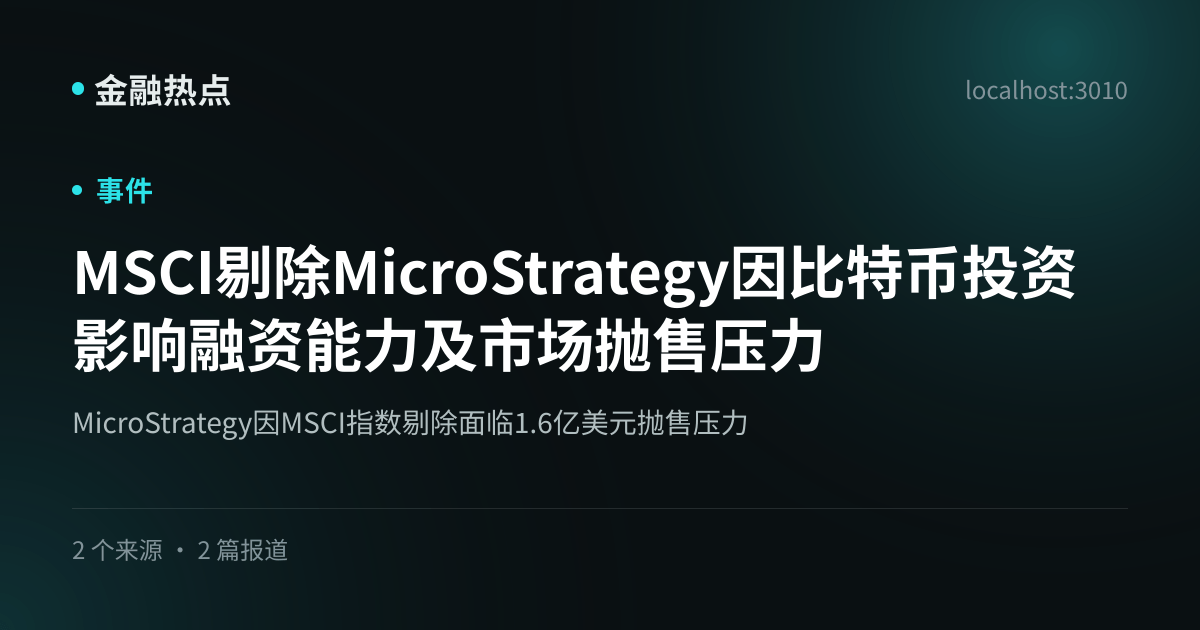 金融热点
localhost:3010
事件
MSCI剔除MicroStrategy因比特币投资
影响融资能力及市场抛售压力
MicroStrategy因MSCI指数剔除面临1.6亿美元抛售压力
2 个来源 · 2 篇报道